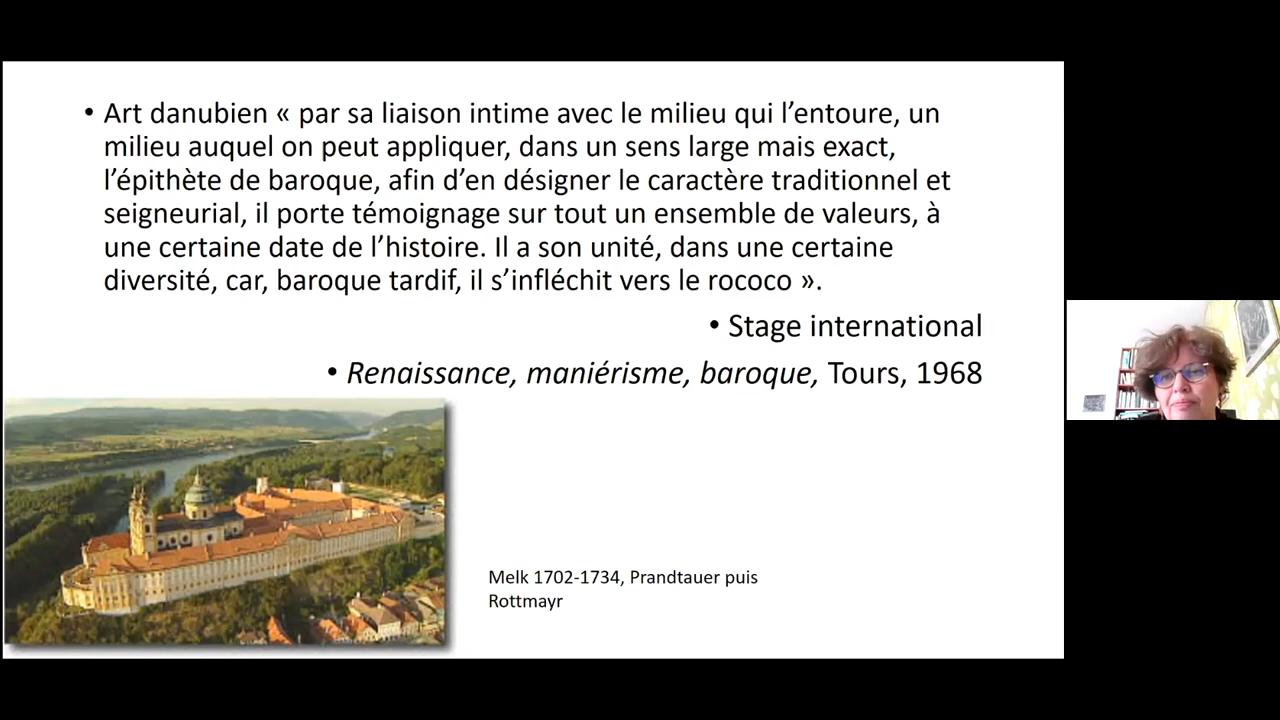 • Art danubien « par sa liaison intime avec le milieu qui l’entoure, un
milieu auquel on peut appliquer, dans un sens large mais exact,
l’épithète de baroque, afin d’en désigner le caractère traditionnel et
seigneurial, il porte témoignage sur tout un ensemble de valeurs, à
une certaine date de l’histoire. Il a son unité, dans une certaine
diversité, car, baroque tardif, il s’infléchit vers le rococo ».
• Stage international
• Renaissance, maniérisme, baroque, Tours, 1968
Melk 1702-1734, Prandtauer puis
Rottmayr